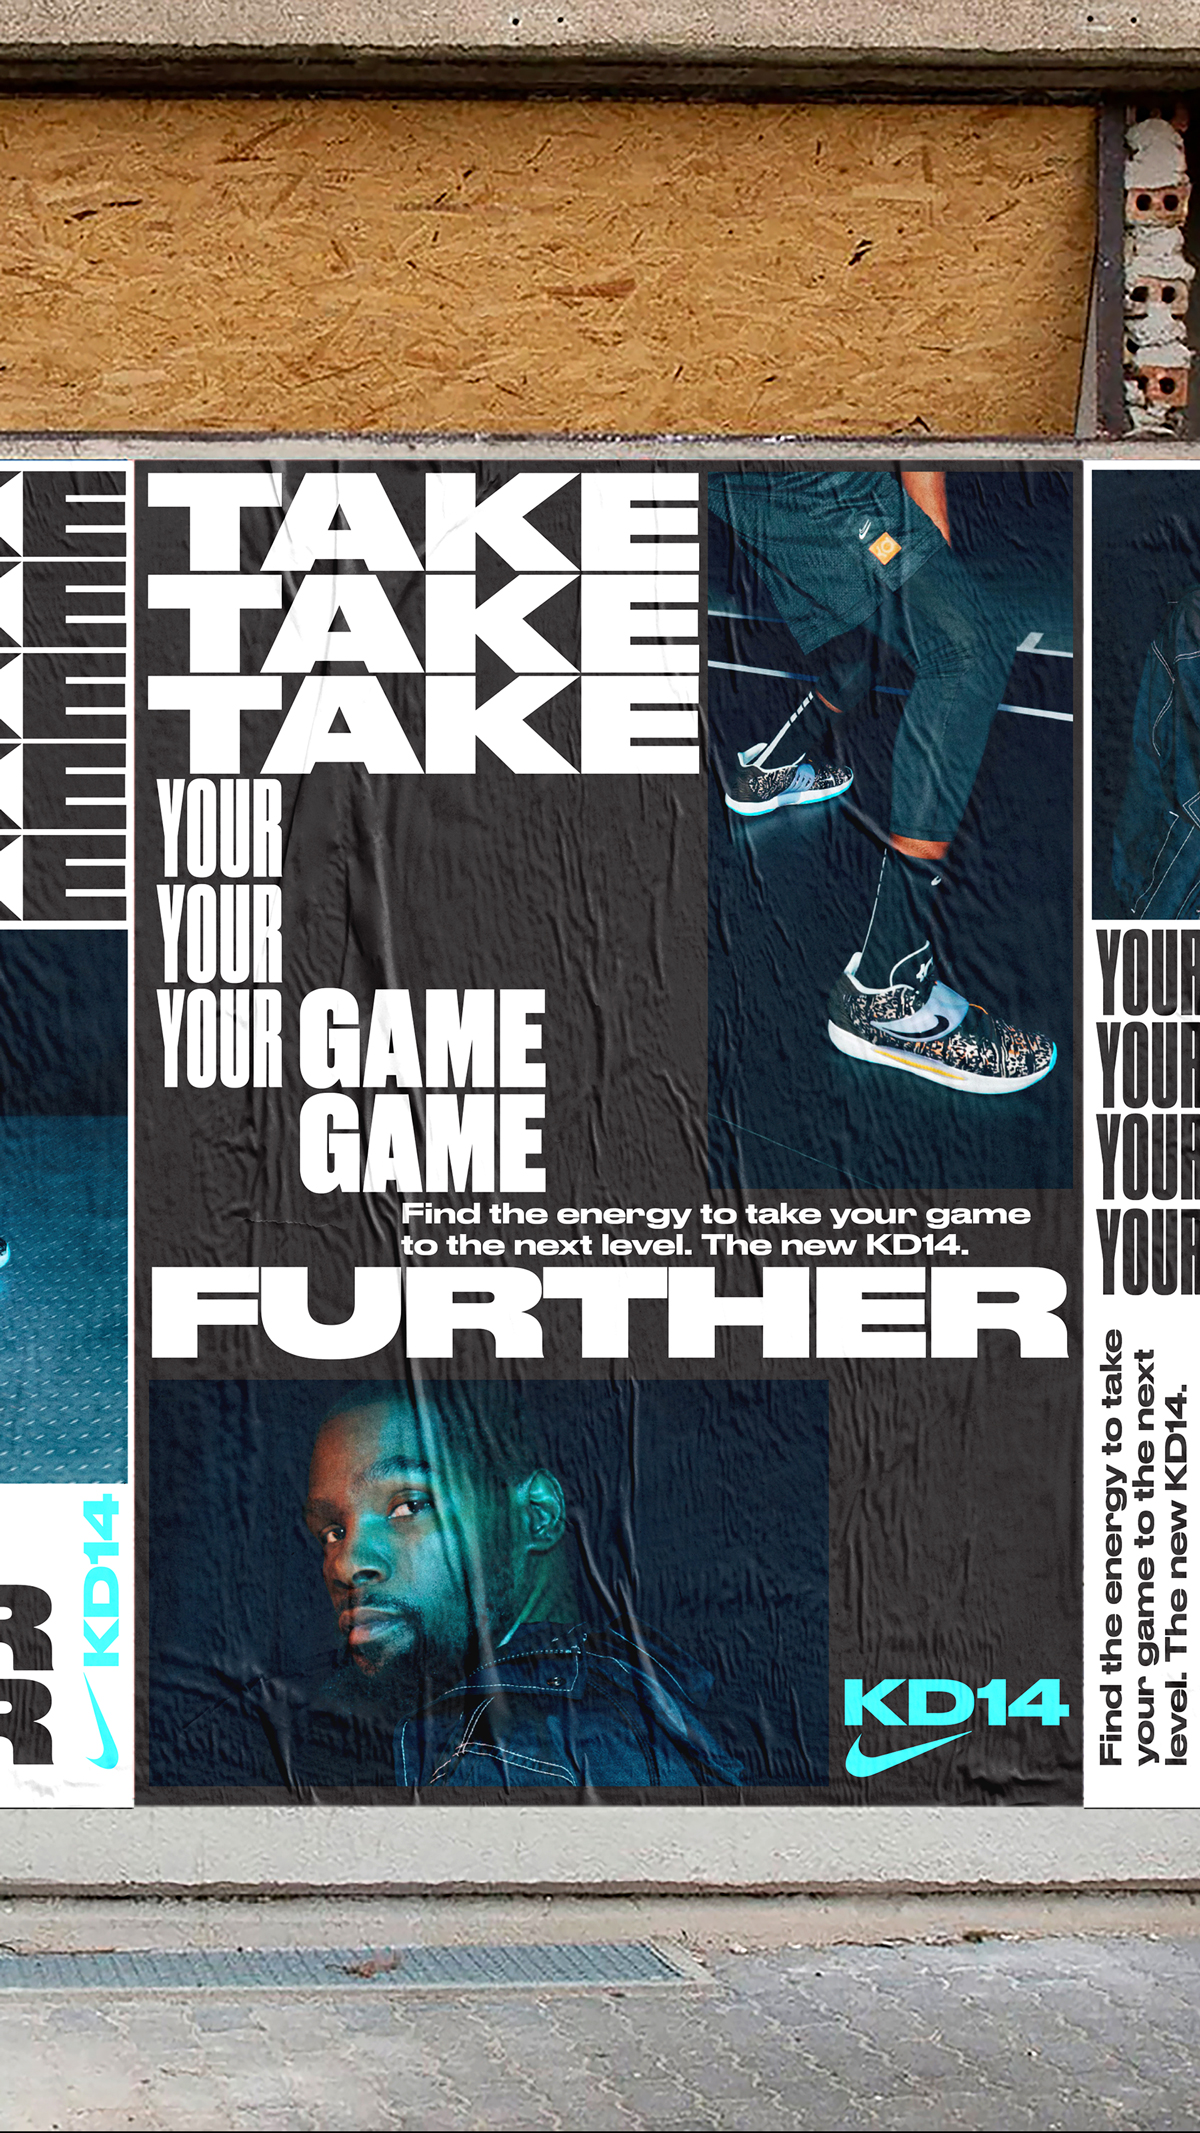 TAKE
TAKE
TAKE
YOUR
YOUR
YOUR GAME
GAME
Find the energy to take your game
to the next level. The new KD14.
FURTHER
KD14
KD14
YOUR
YOUR
YOUR
YOUR
Find the energy to take
your game to the next
level. The new KD14.